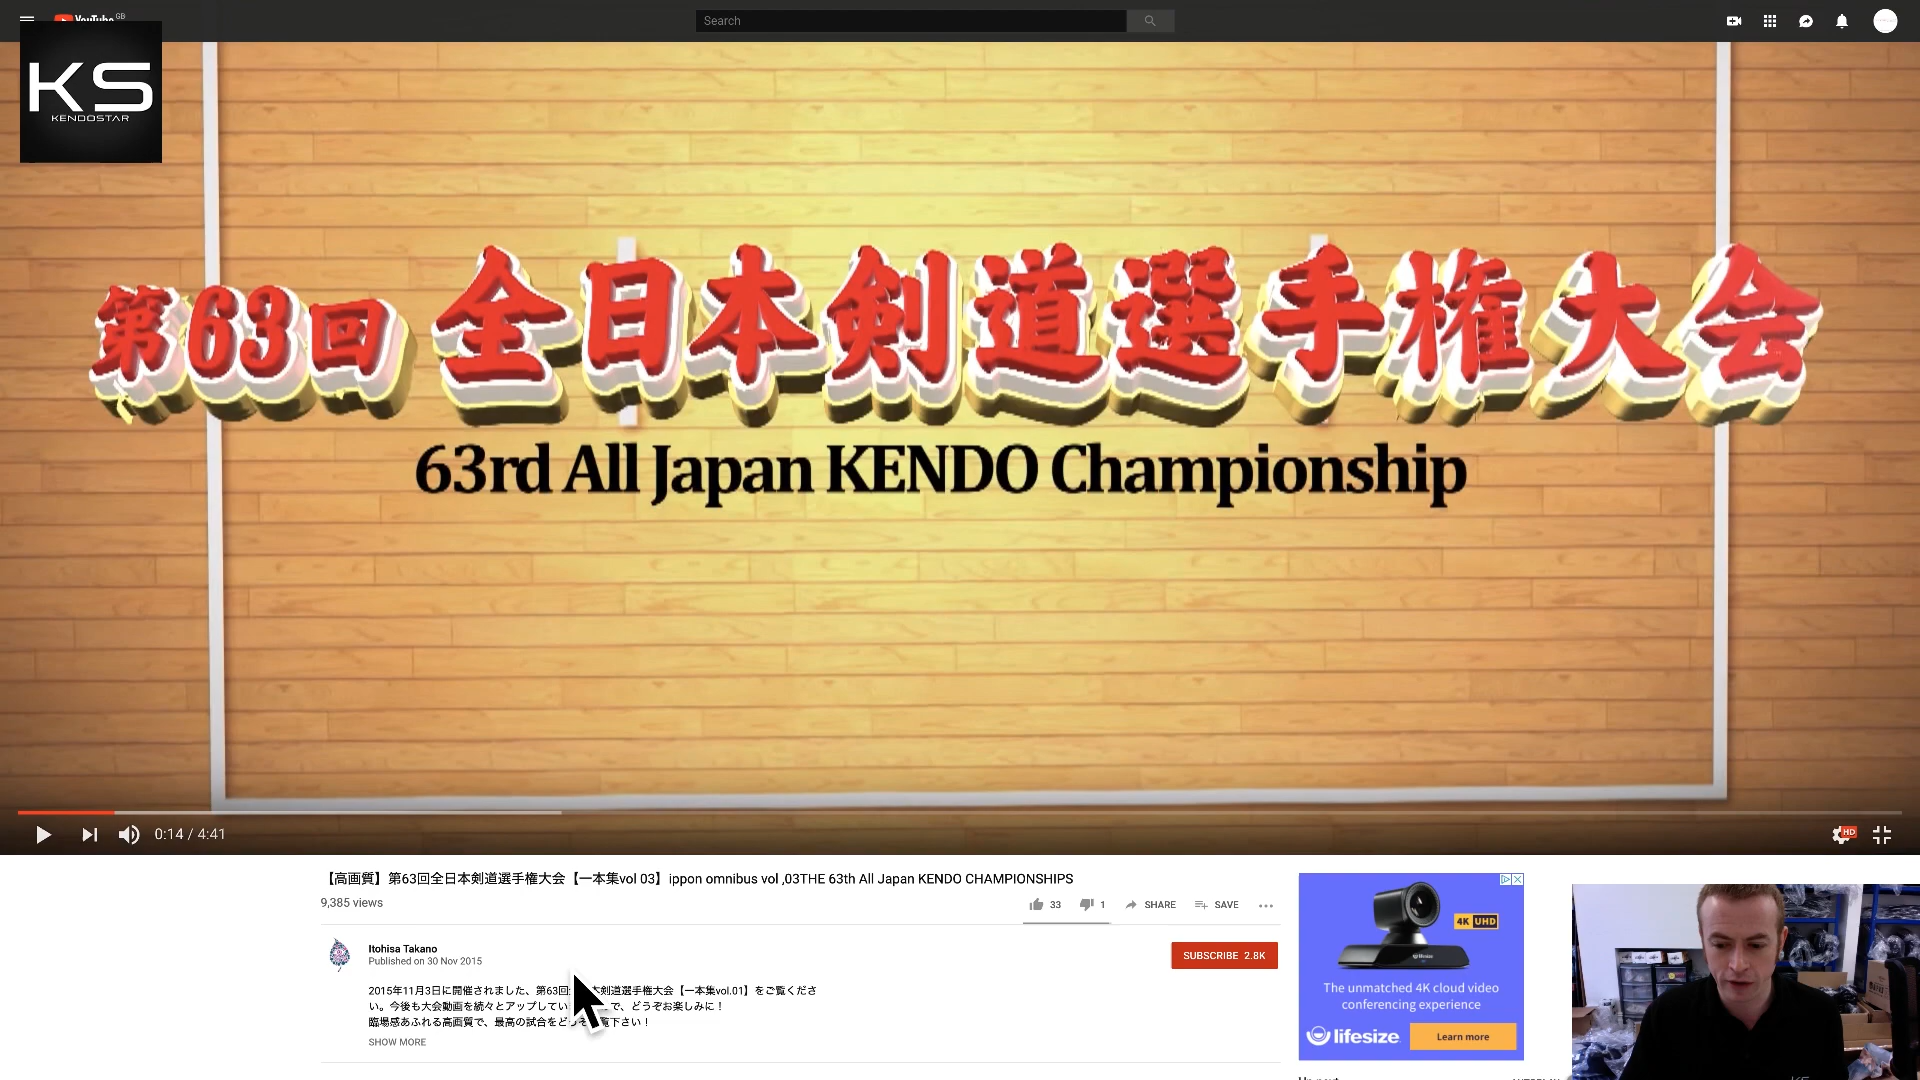 YouTube GB
Search
KS
KENDOSTAR
第63回 全日本剣道選手権大会
63rd All Japan KENDO Championship
0:14 / 4:41
HD
【高画質】第63回全日本剣道選手権大会【一本集vol 03】ippon omnibus vol ,03THE 63th All Japan KENDO CHAMPIONSHIPS
9,385 views
33
1
SHARE
SAVE
Itohisa Takano
Published on 30 Nov 2015
SUBSCRIBE 2.8K
2015年11月3日に開催されました、第63回 本剣道選手権大会【一本集vol.01】をご覧くださ
い。今後も大会動画を続々とアップしてい で、どうぞお楽しみに！
臨場感あふれる高画質で、最高の試合をど 覧下さい！
SHOW MORE
4K UHD
lifesize
The unmatched 4K cloud video
conferencing experience
lifesize
Learn more